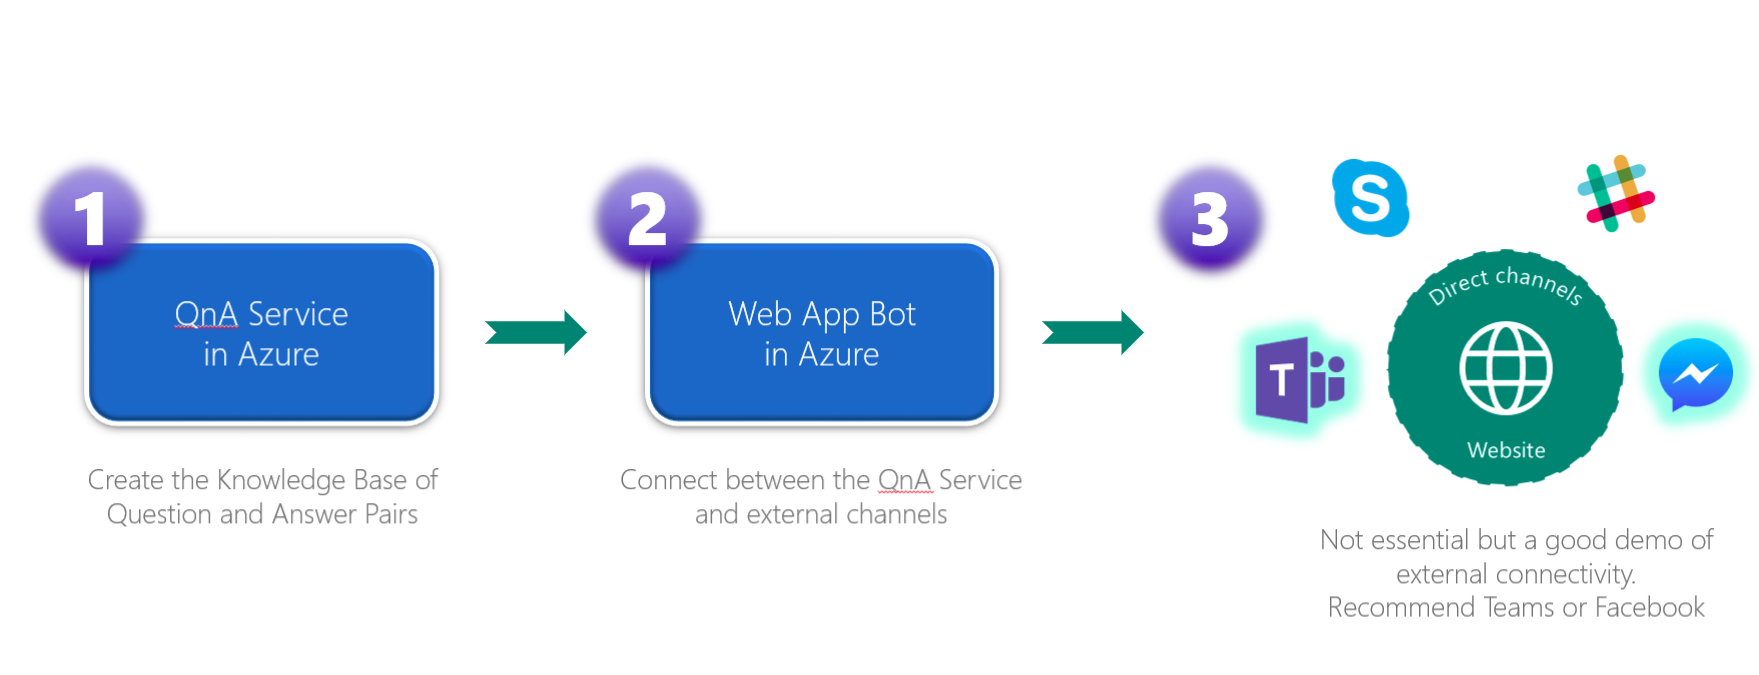 1
QnA Service
in Azure
Create the Knowledge Base of
Question and Answer Pairs
2
Web App Bot
in Azure
Connect between the QnA Service
and external channels
3
S
T
Direct channels
Website
Not essential but a good demo of
external connectivity.
Recommend Teams or Facebook